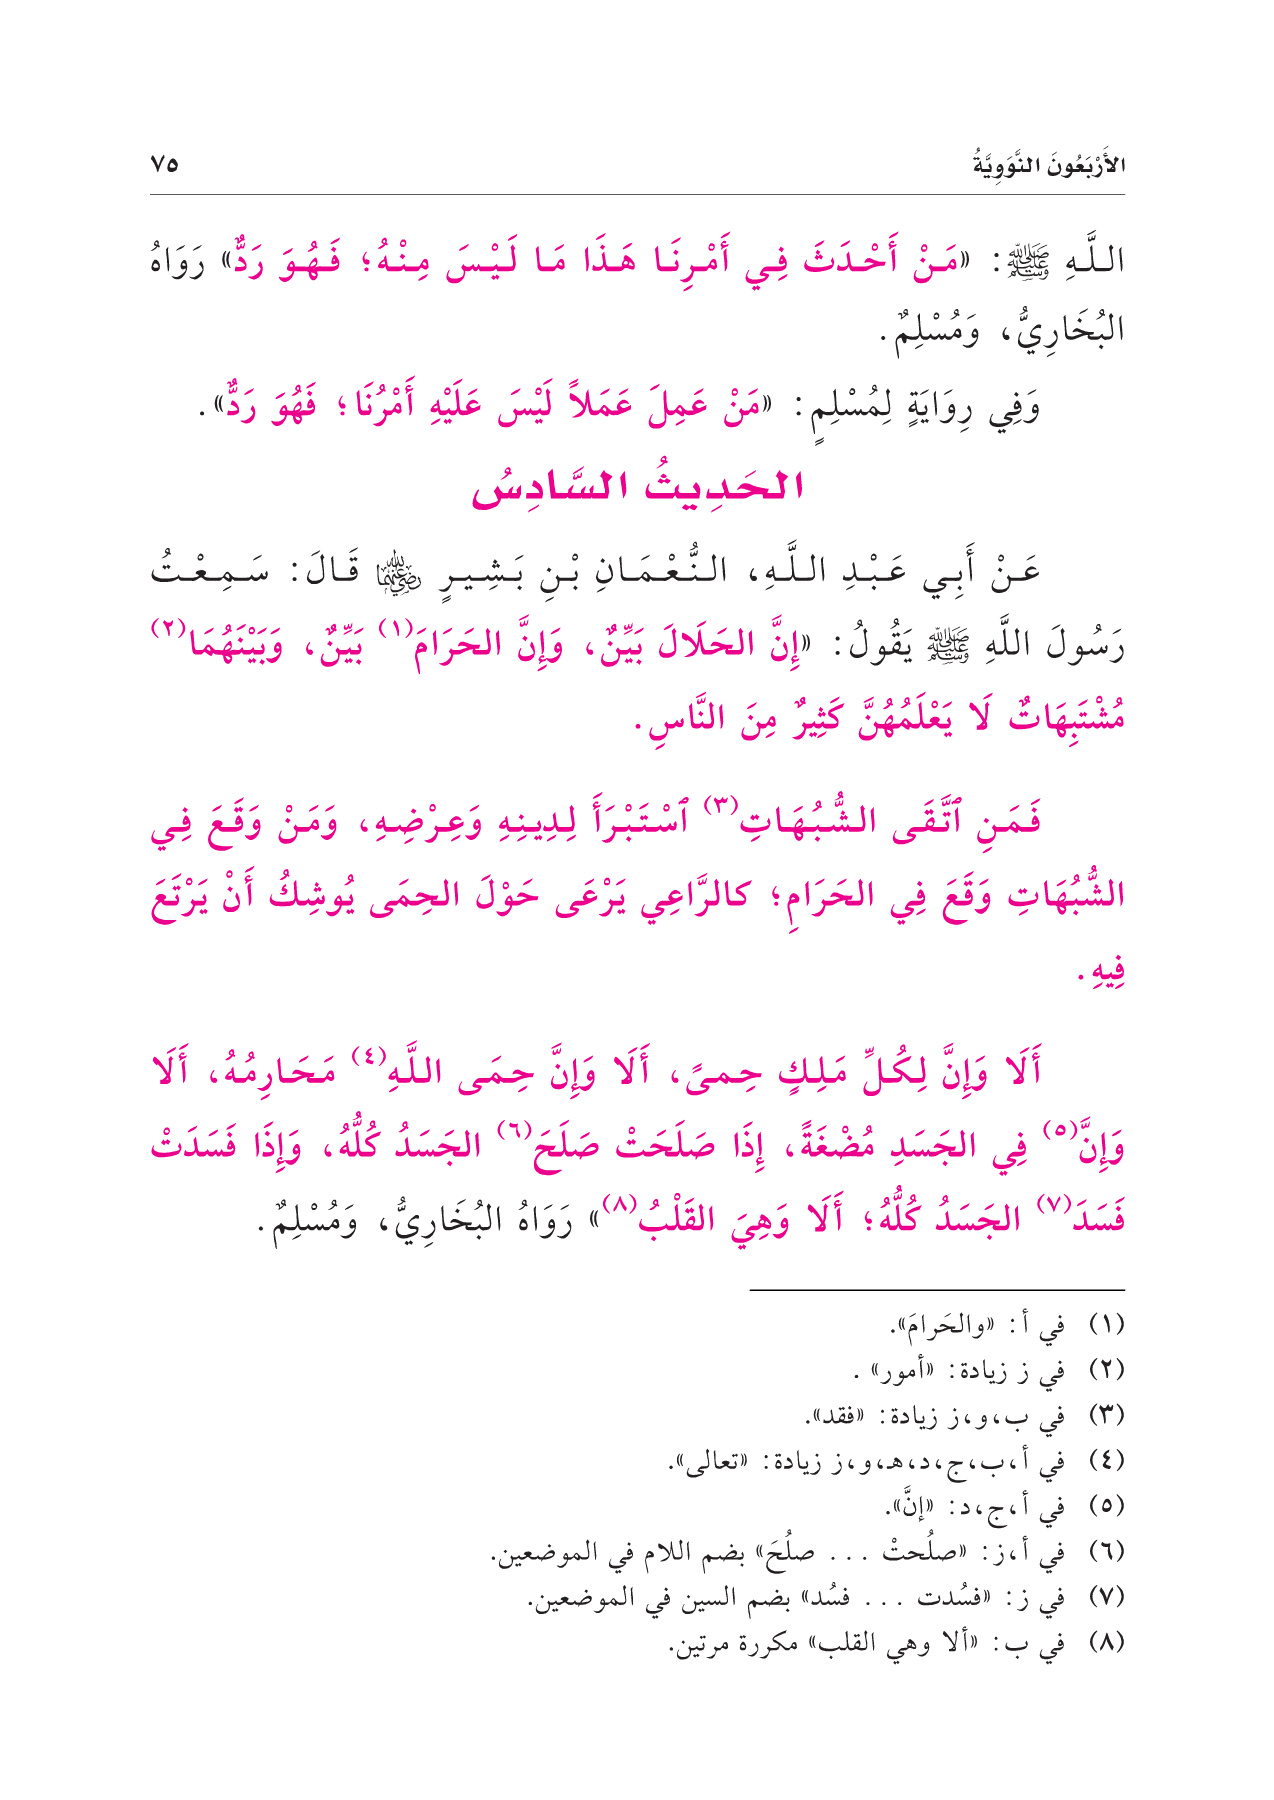 الأَرْبَعُونَ النَّوَوِيَّةُ ٧٥
اللَّهِ ﷺ: «مَنْ أَحْدَثَ فِي أَمْرِنَا هَذَا مَا لَيْسَ مِنْهُ؛ فَهُوَ رَدٌّ» رَوَاهُ
البُخَارِيُّ، وَمُسْلِمٌ.
وَفِي رِوَايَةٍ لِمُسْلِمٍ: «مَنْ عَمِلَ عَمَلاً لَيْسَ عَلَيْهِ أَمْرُنَا؛ فَهُوَ رَدٌّ».
الحَدِيثُ السَّادِسُ
عَنْ أَبِي عَبْدِ اللَّهِ، النُّعْمَانِ بْنِ بَشِيرٍ رضي الله عنهما قَالَ: سَمِعْتُ
رَسُولَ اللَّهِ ﷺ يَقُولُ: «إِنَّ الحَلَالَ بَيِّنٌ، وَإِنَّ الحَرَامَ(١) بَيِّنٌ، وَبَيْنَهُمَا(٢)
مُشْتَبِهَاتٌ لَا يَعْلَمُهُنَّ كَثِيرٌ مِنَ النَّاسِ.
فَمَنِ ٱتَّقَى الشُّبُهَاتِ(٣) ٱسْتَبْرَأَ لِدِينِهِ وَعِرْضِهِ، وَمَنْ وَقَعَ فِي
الشُّبُهَاتِ وَقَعَ فِي الحَرَامِ؛ كالرَّاعِي يَرْعَى حَوْلَ الحِمَى يُوشِكُ أَنْ يَرْتَعَ
فِيهِ.
أَلَا وَإِنَّ لِكُلِّ مَلِكٍ حِمىً، أَلَا وَإِنَّ حِمَى اللَّهِ(٤) مَحَارِمُهُ، أَلَا
وَإِنَّ(٥) فِي الجَسَدِ مُضْغَةً، إِذَا صَلَحَتْ صَلَحَ(٦) الجَسَدُ كُلُّهُ، وَإِذَا فَسَدَتْ
فَسَدَ(٧) الجَسَدُ كُلُّهُ؛ أَلَا وَهِيَ القَلْبُ(٨)» رَوَاهُ البُخَارِيُّ، وَمُسْلِمٌ.
(١) في أ: «والحَرامَ».
(٢) في ز زيادة: «أمور» .
(٣) في ب،و،ز زيادة: «فقد».
(٤) في أ،ب،ج،د،هـ،و،ز زيادة: «تعالى».
(٥) في أ،ج،د: «إنَّ».
(٦) في أ،ز: «صلُحتْ ... صلُحَ» بضم اللام في الموضعين.
(٧) في ز: «فسُدت ... فسُد» بضم السين في الموضعين.
(٨) في ب: «ألا وهي القلب» مكررة مرتين.